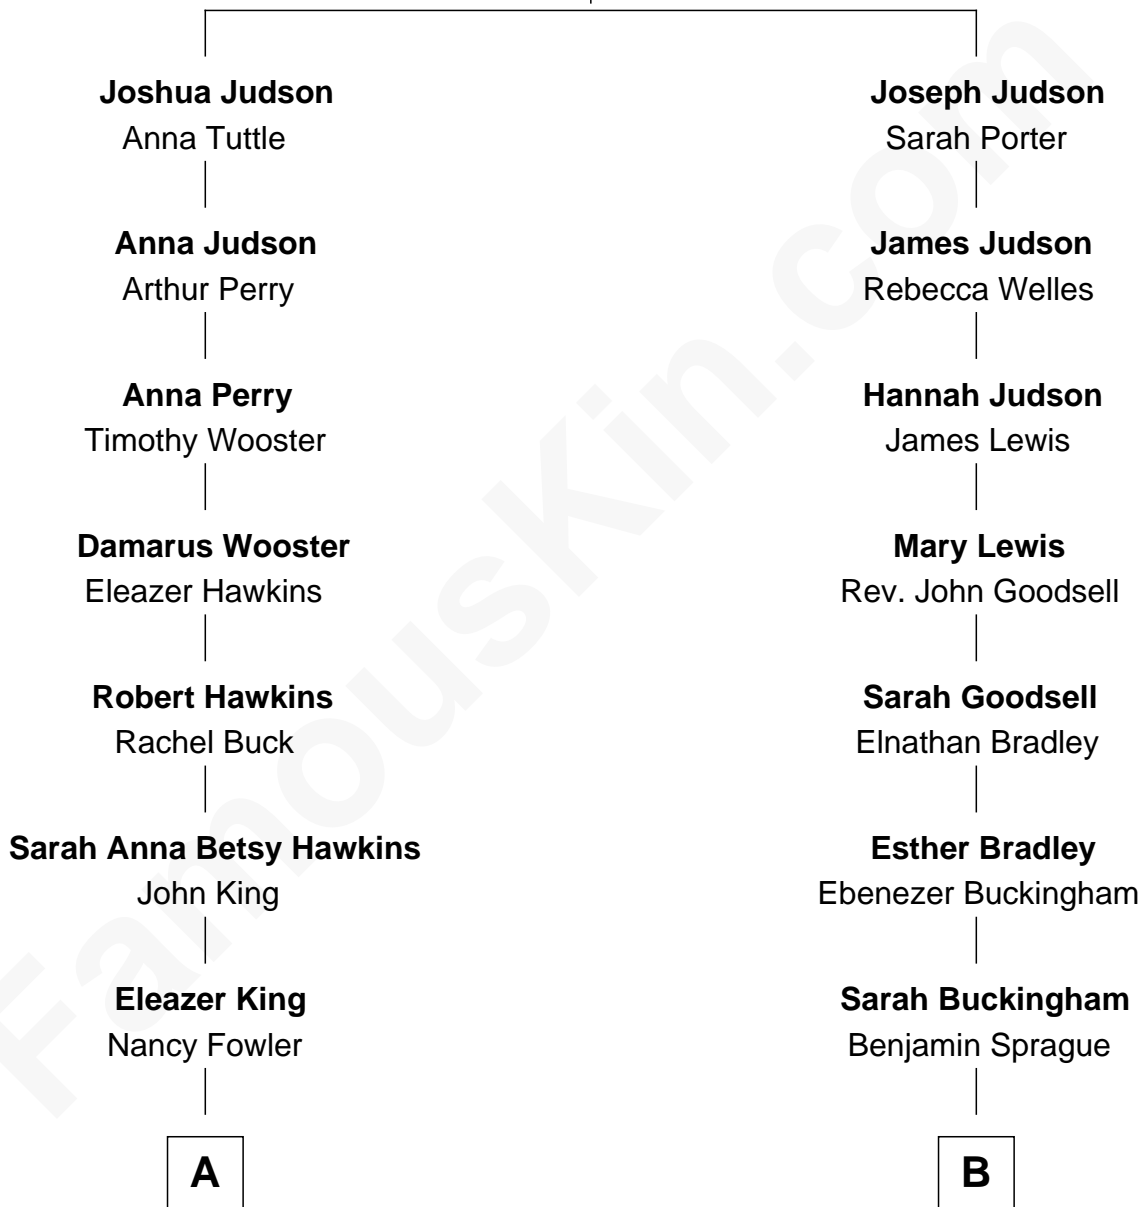 Joshua Judson
Anna Tuttle
Joseph Judson
Sarah Porter
Anna Judson
Arthur Perry
James Judson
Rebecca Welles
Anna Perry
Timothy Wooster
Hannah Judson
James Lewis
Damarus Wooster
Eleazer Hawkins
Mary Lewis
Rev. John Goodsell
Robert Hawkins
Rachel Buck
Sarah Goodsell
Elnathan Bradley
Sarah Anna Betsy Hawkins
John King
Esther Bradley
Ebenezer Buckingham
Eleazer King
Nancy Fowler
Sarah Buckingham
Benjamin Sprague
A
B
FamousKin.com